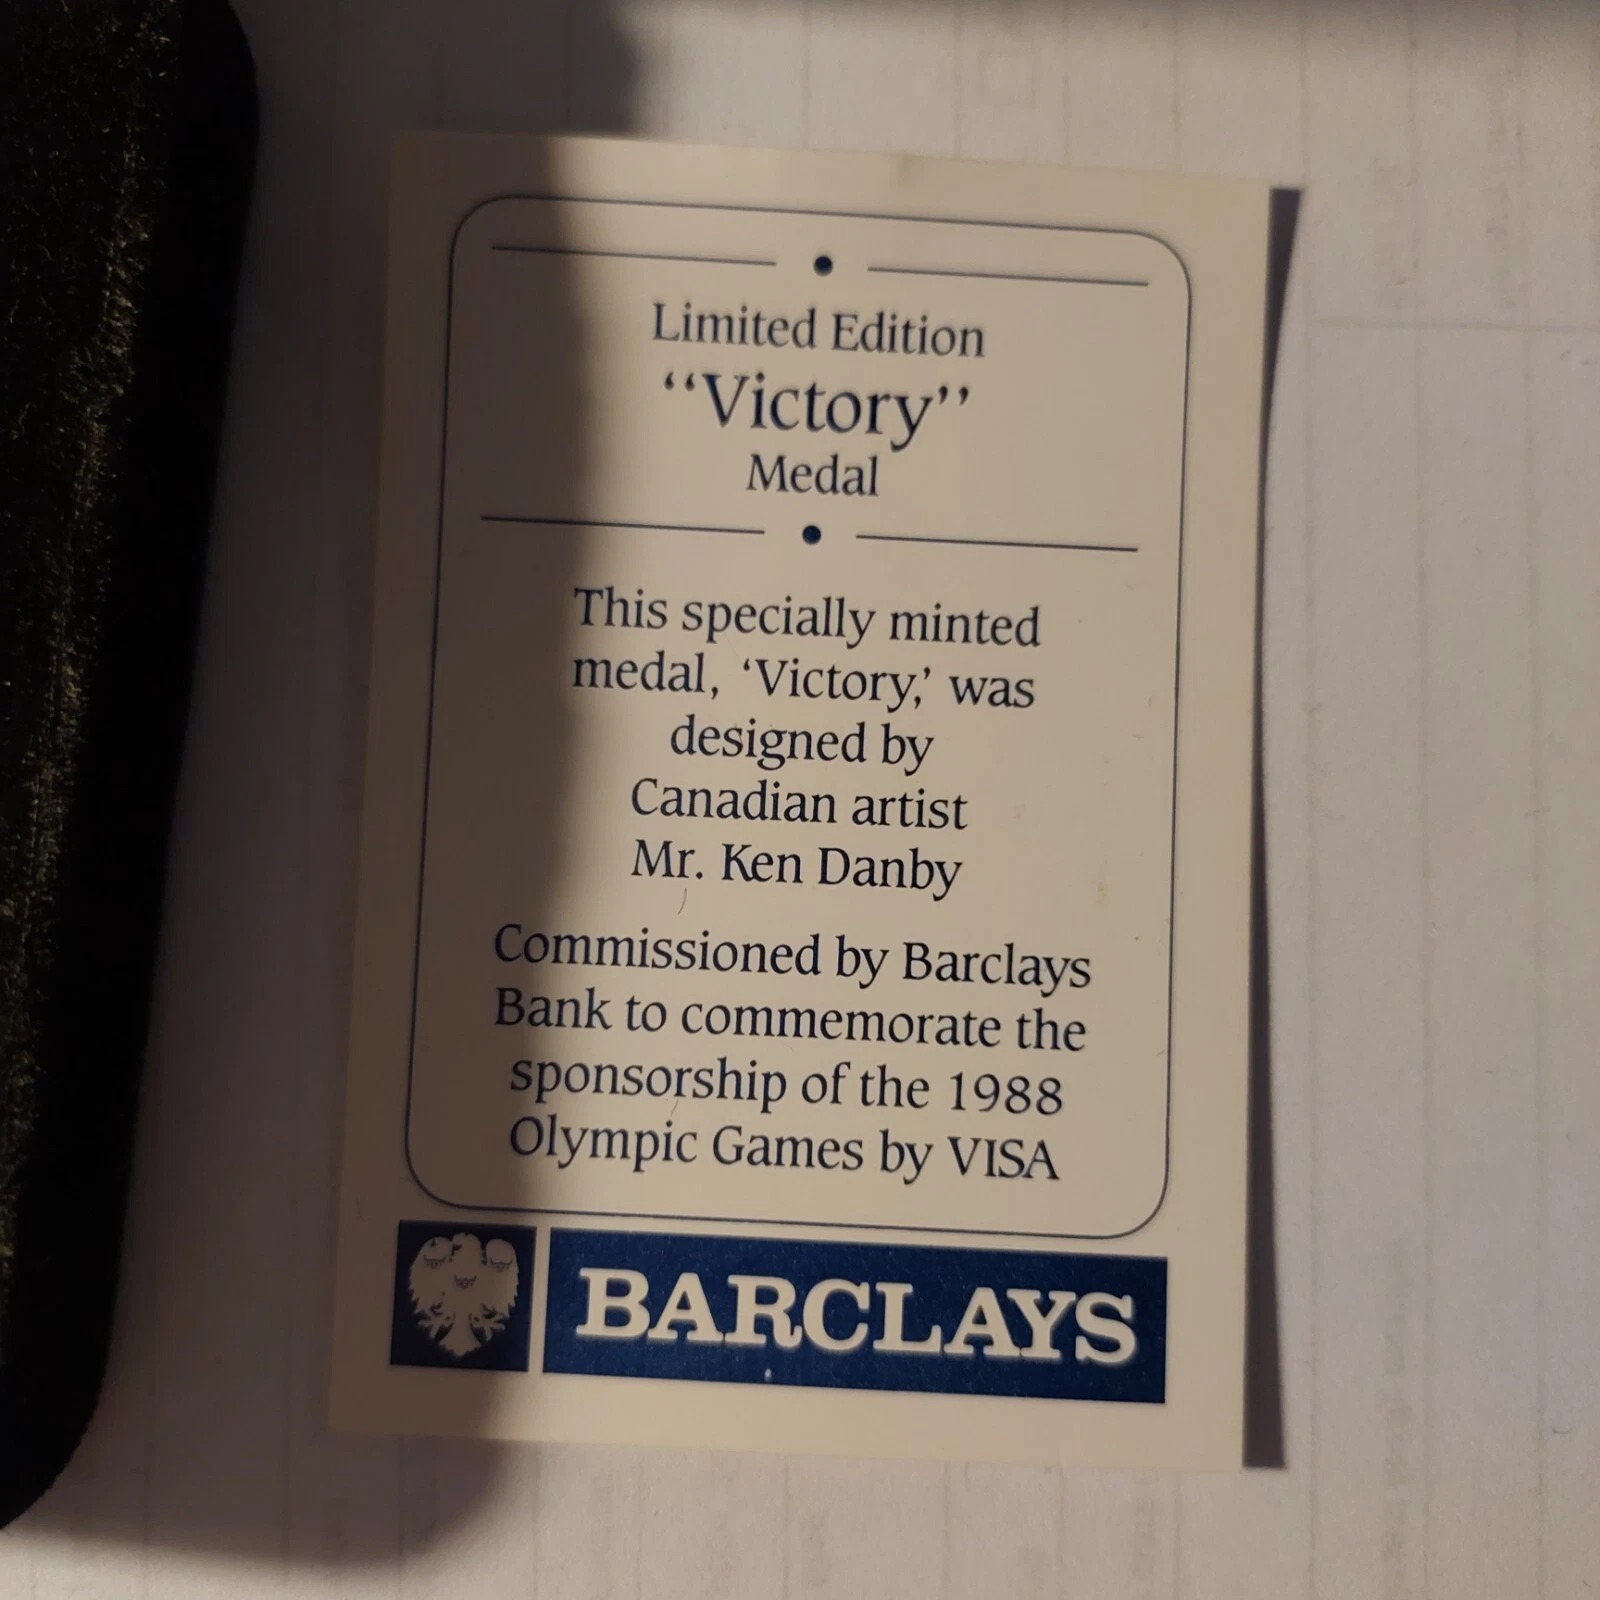 Limited Edition
“Victory”
Medal
This specially minted
medal, ‘Victory,’ was
designed by
Canadian artist
Mr. Ken Danby
Commissioned by Barclays
Bank to commemorate the
sponsorship of the 1988
Olympic Games by VISA
BARCLAYS